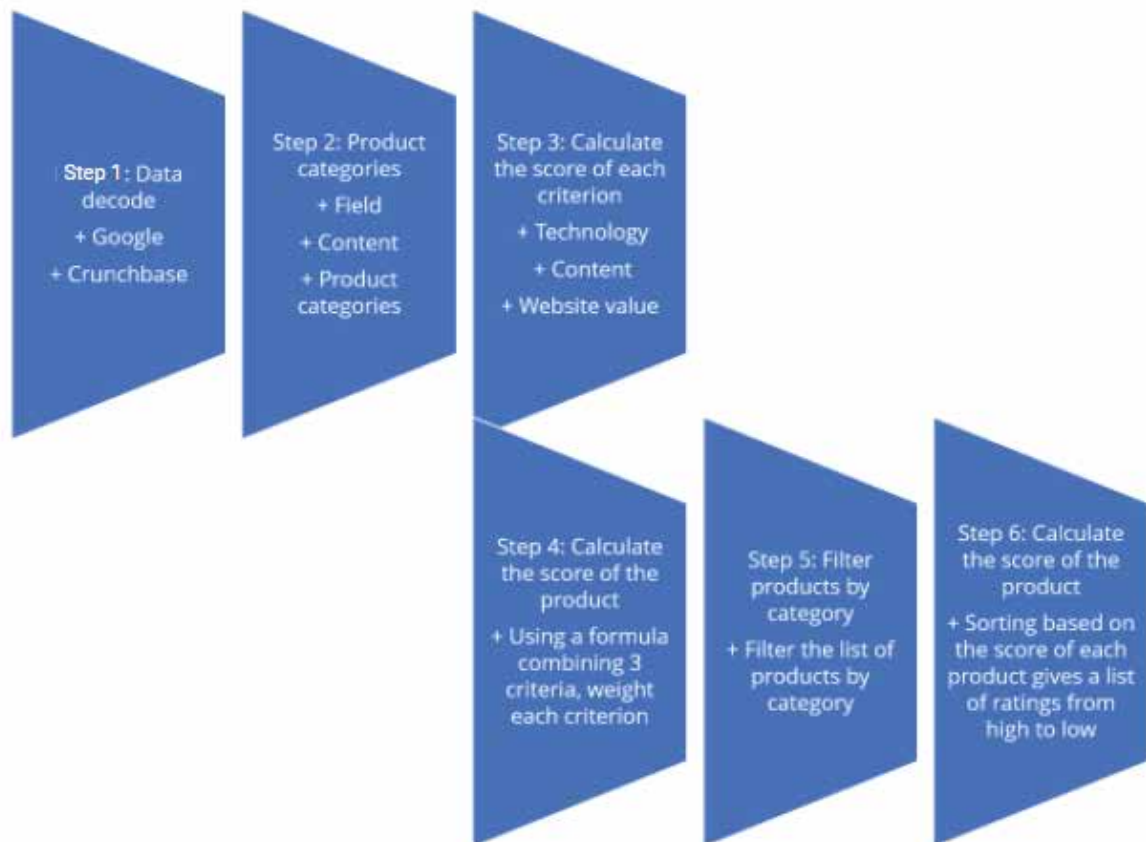 Step 1: Data
decode
+ Google
+ Crunchbase
Step 2: Product
categories
+ Field
+ Content
+ Product
categories
Step 3: Calculate
the score of each
criterion
+ Technology
+ Content
+ Website value
Step 4: Calculate
the score of the
product
+ Using a formula
combining 3
criteria, weight
each criterion
Step 5: Filter
products by
category
+ Filter the list of
products by
category
Step 6: Calculate
the score of the
product
+ Sorting based on
the score of each
product gives a list
of ratings from
high to low